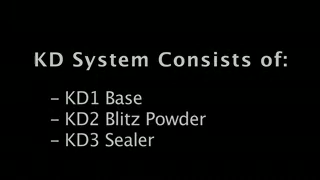 KD System Consists of:
- KD1 Base
- KD2 Blitz Powder
- KD3 Sealer